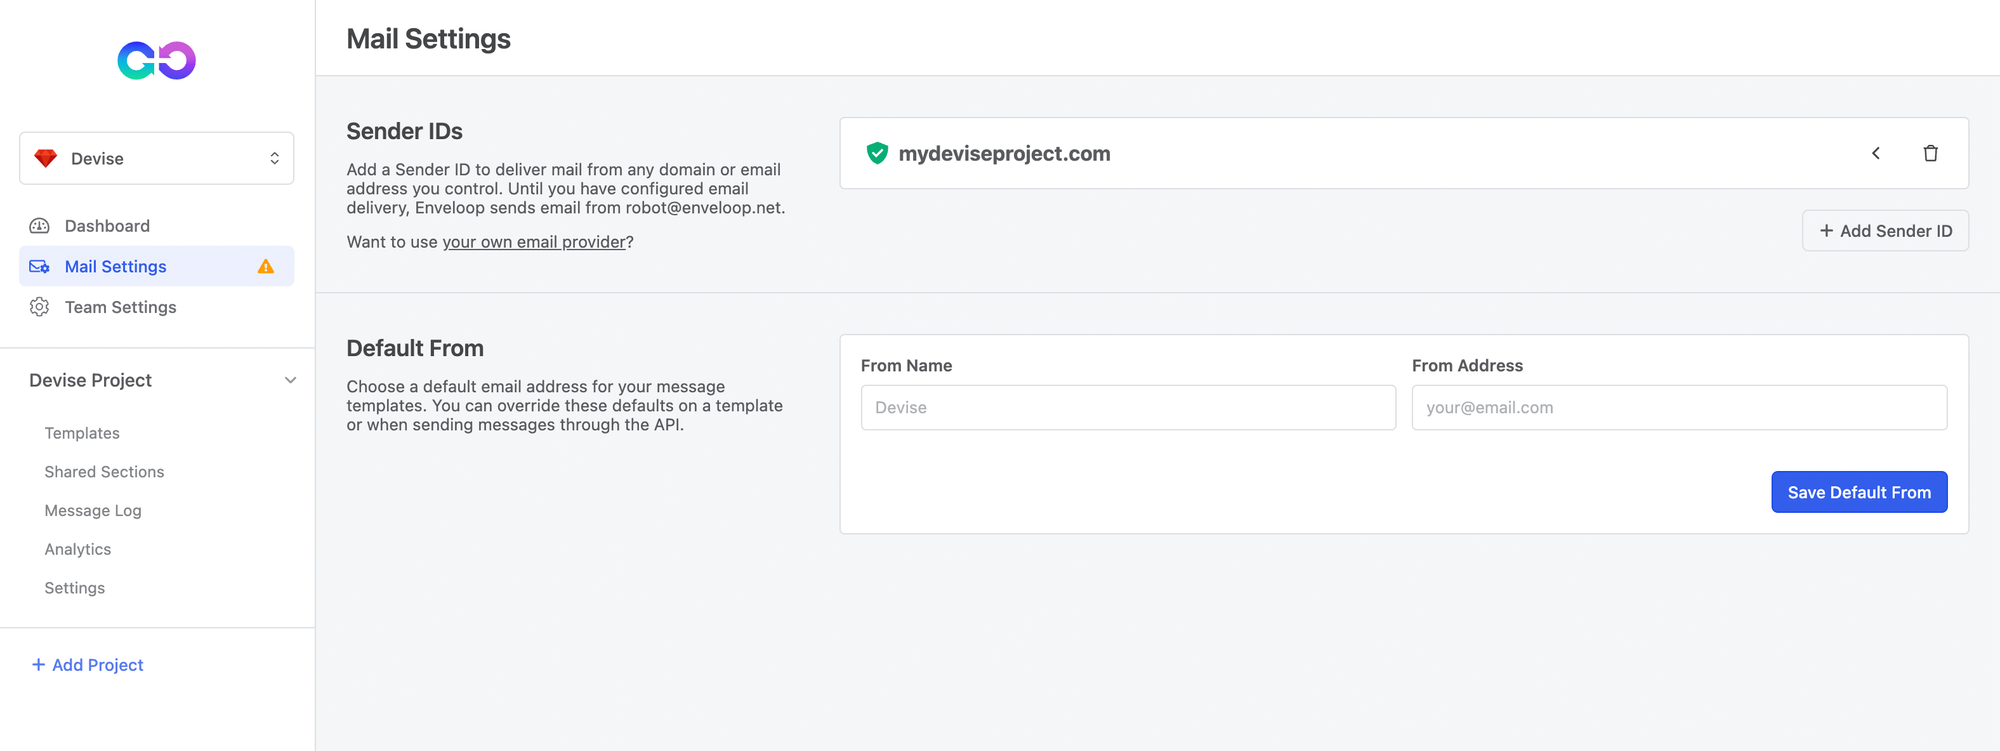 Devise
Dashboard
Mail Settings
Team Settings
Devise Project
Templates
Shared Sections
Message Log
Analytics
Settings
+ Add Project
Mail Settings
Sender IDs
Add a Sender ID to deliver mail from any domain or email
address you control. Until you have configured email
delivery, Enveloop sends email from robot@enveloop.net.
Want to use your own email provider?
mydeviseproject.com
+ Add Sender ID
Default From
Choose a default email address for your message
templates. You can override these defaults on a template
or when sending messages through the API.
From Name
Devise
From Address
your@email.com
Save Default From